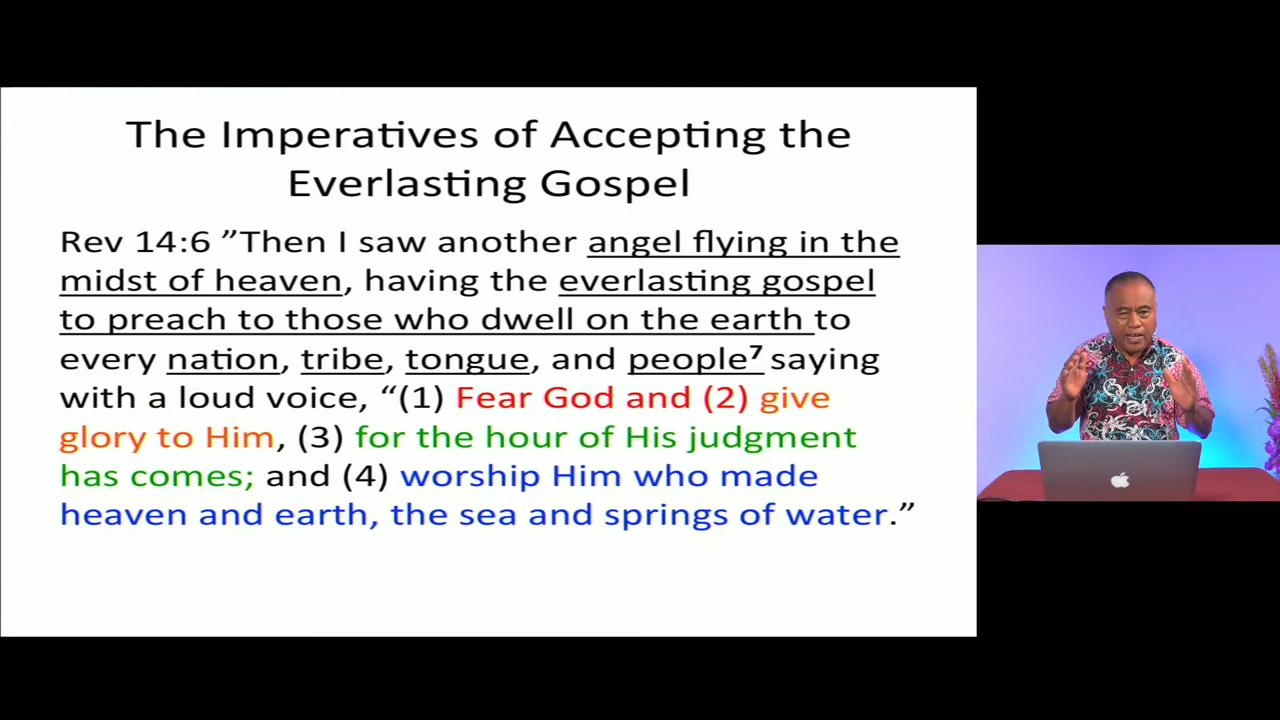 The Imperatives of Accepting the
Everlasting Gospel
Rev 14:6 ”Then I saw another angel flying in the
midst of heaven, having the everlasting gospel
to preach to those who dwell on the earth to
every nation, tribe, tongue, and people⁷ saying
with a loud voice, “(1) Fear God and (2) give
glory to Him, (3) for the hour of His judgment
has comes; and (4) worship Him who made
heaven and earth, the sea and springs of water.”